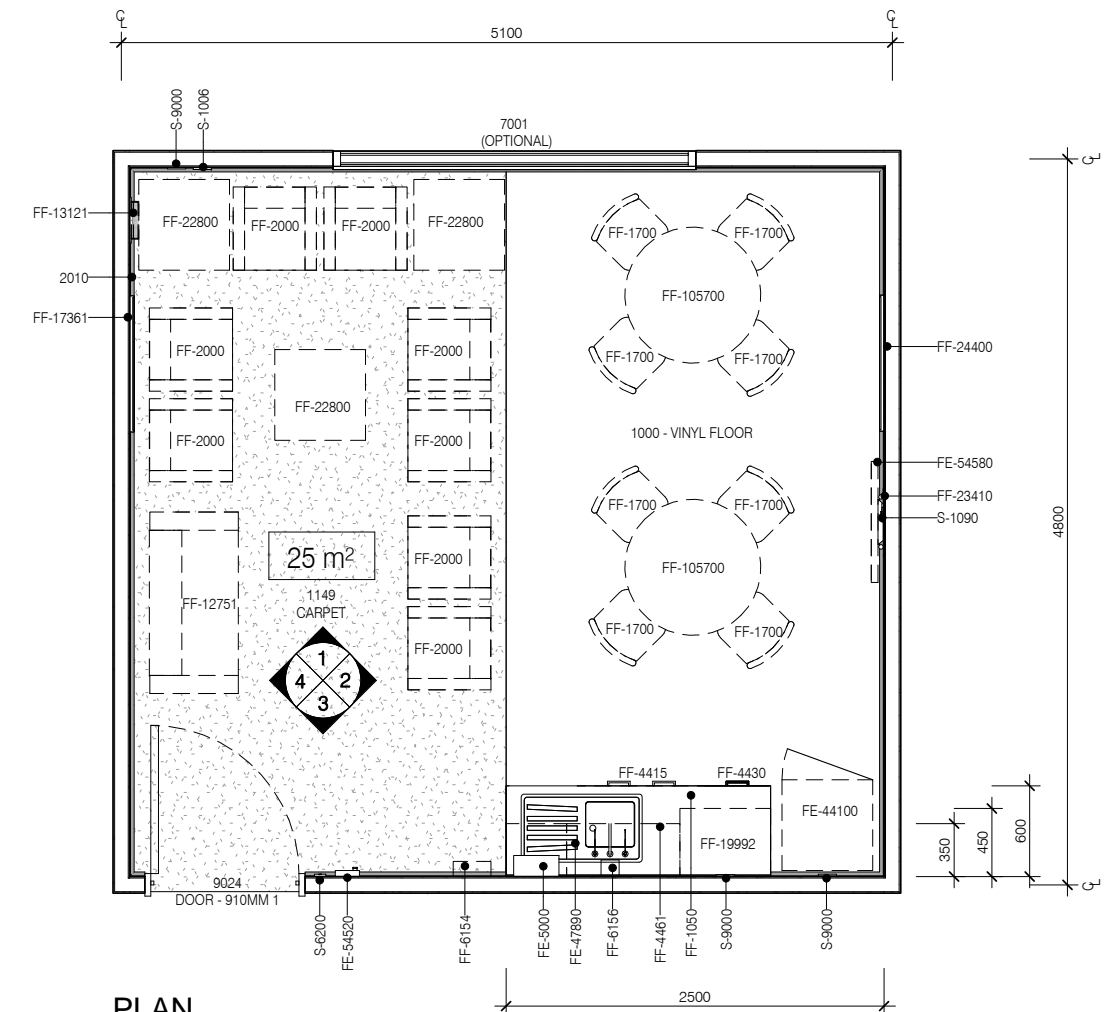 C L
C L
5100
S-9000
S-1006
7001
(OPTIONAL)
C L
FF-13121
FF-22800
FF-2000
FF-2000
FF-22800
FF-1700
FF-1700
2010
FF-105700
FF-17361
FF-2000
FF-2000
FF-1700
FF-1700
FF-24400
FF-22800
FF-2000
FF-2000
1000 - VINYL FLOOR
FE-54580
FF-1700
FF-1700
FF-23410
S-1090
4800
25 m²
FF-2000
FF-105700
1149
CARPET
FF-12751
FF-1700
FF-1700
FF-2000
1
4
2
3
FF-4415
FF-4430
FE-44100
FF-19992
350
450
600
9024
DOOR - 910MM 1
C L
S-6200
FE-54520
FF-6154
FE-5000
FE-47890
FF-6156
FF-4461
FF-1050
S-9000
S-9000
2500
PLAN